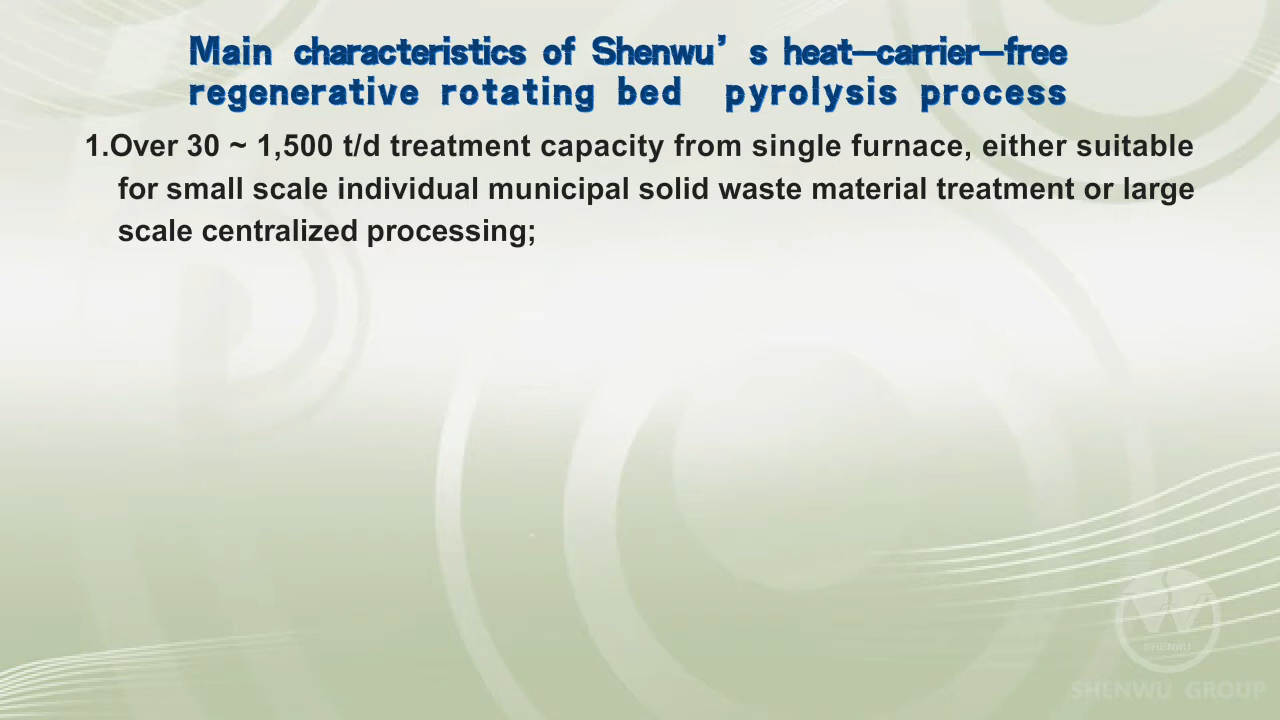 Main characteristics of Shenwu’s heat-carrier-free
regenerative rotating bed pyrolysis process
1.Over 30 ~ 1,500 t/d treatment capacity from single furnace, either suitable
for small scale individual municipal solid waste material treatment or large
scale centralized processing;
SHENWU
SHENWU GROUP